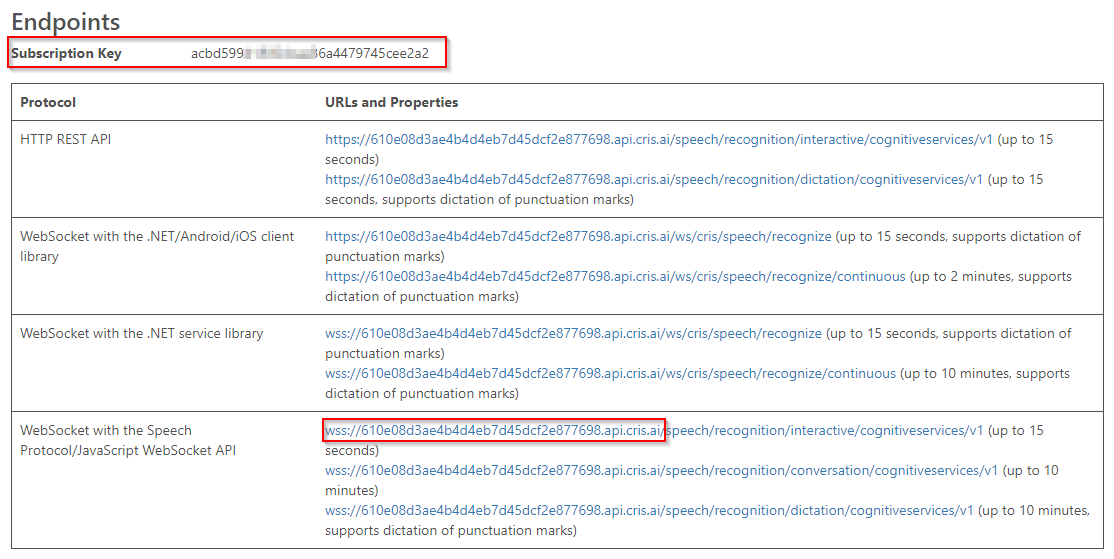 Endpoints
Subscription Key acbd599 36a4479745cee2a2
Protocol URLs and Properties
HTTP REST API https://610e08d3ae4b4d4eb7d45dcf2e877698.api.cris.ai/speech/recognition/interactive/cognitiveservices/v1 (up to 15
seconds)
https://610e08d3ae4b4d4eb7d45dcf2e877698.api.cris.ai/speech/recognition/dictation/cognitiveservices/v1 (up to 15
seconds, supports dictation of punctuation marks)
WebSocket with the .NET/Android/iOS client https://610e08d3ae4b4d4eb7d45dcf2e877698.api.cris.ai/ws/cris/speech/recognize (up to 15 seconds, supports dictation of
library punctuation marks)
https://610e08d3ae4b4d4eb7d45dcf2e877698.api.cris.ai/ws/cris/speech/recognize/continuous (up to 2 minutes, supports
dictation of punctuation marks)
WebSocket with the .NET service library wss://610e08d3ae4b4d4eb7d45dcf2e877698.api.cris.ai/ws/cris/speech/recognize (up to 15 seconds, supports dictation of
punctuation marks)
wss://610e08d3ae4b4d4eb7d45dcf2e877698.api.cris.ai/ws/cris/speech/recognize/continuous (up to 10 minutes, supports
dictation of punctuation marks)
WebSocket with the Speech wss://610e08d3ae4b4d4eb7d45dcf2e877698.api.cris.ai/speech/recognition/interactive/cognitiveservices/v1 (up to 15
Protocol/JavaScript WebSocket API seconds)
wss://610e08d3ae4b4d4eb7d45dcf2e877698.api.cris.ai/speech/recognition/conversation/cognitiveservices/v1 (up to 10
minutes)
wss://610e08d3ae4b4d4eb7d45dcf2e877698.api.cris.ai/speech/recognition/dictation/cognitiveservices/v1 (up to 10 minutes,
supports dictation of punctuation marks)